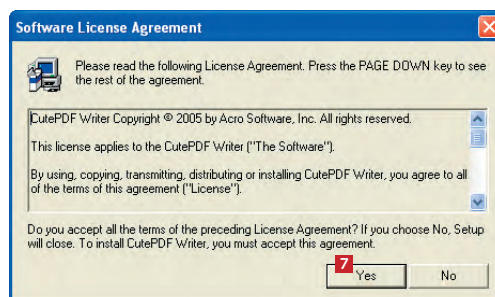 Software License Agreement
Please read the following License Agreement. Press the PAGE DOWN key to see
the rest of the agreement.
CutePDF Writer Copyright © 2005 by Acro Software, Inc. All rights reserved.
This license applies to the CutePDF Writer ("The Software").
By using, copying, transmitting, distributing or installing CutePDF Writer, you agree to all
of the terms of this agreement ("License").
Do you accept all the terms of the preceding License Agreement? If you choose No, Setup
will close. To install CutePDF Writer, you must accept this agreement.
7 Yes No